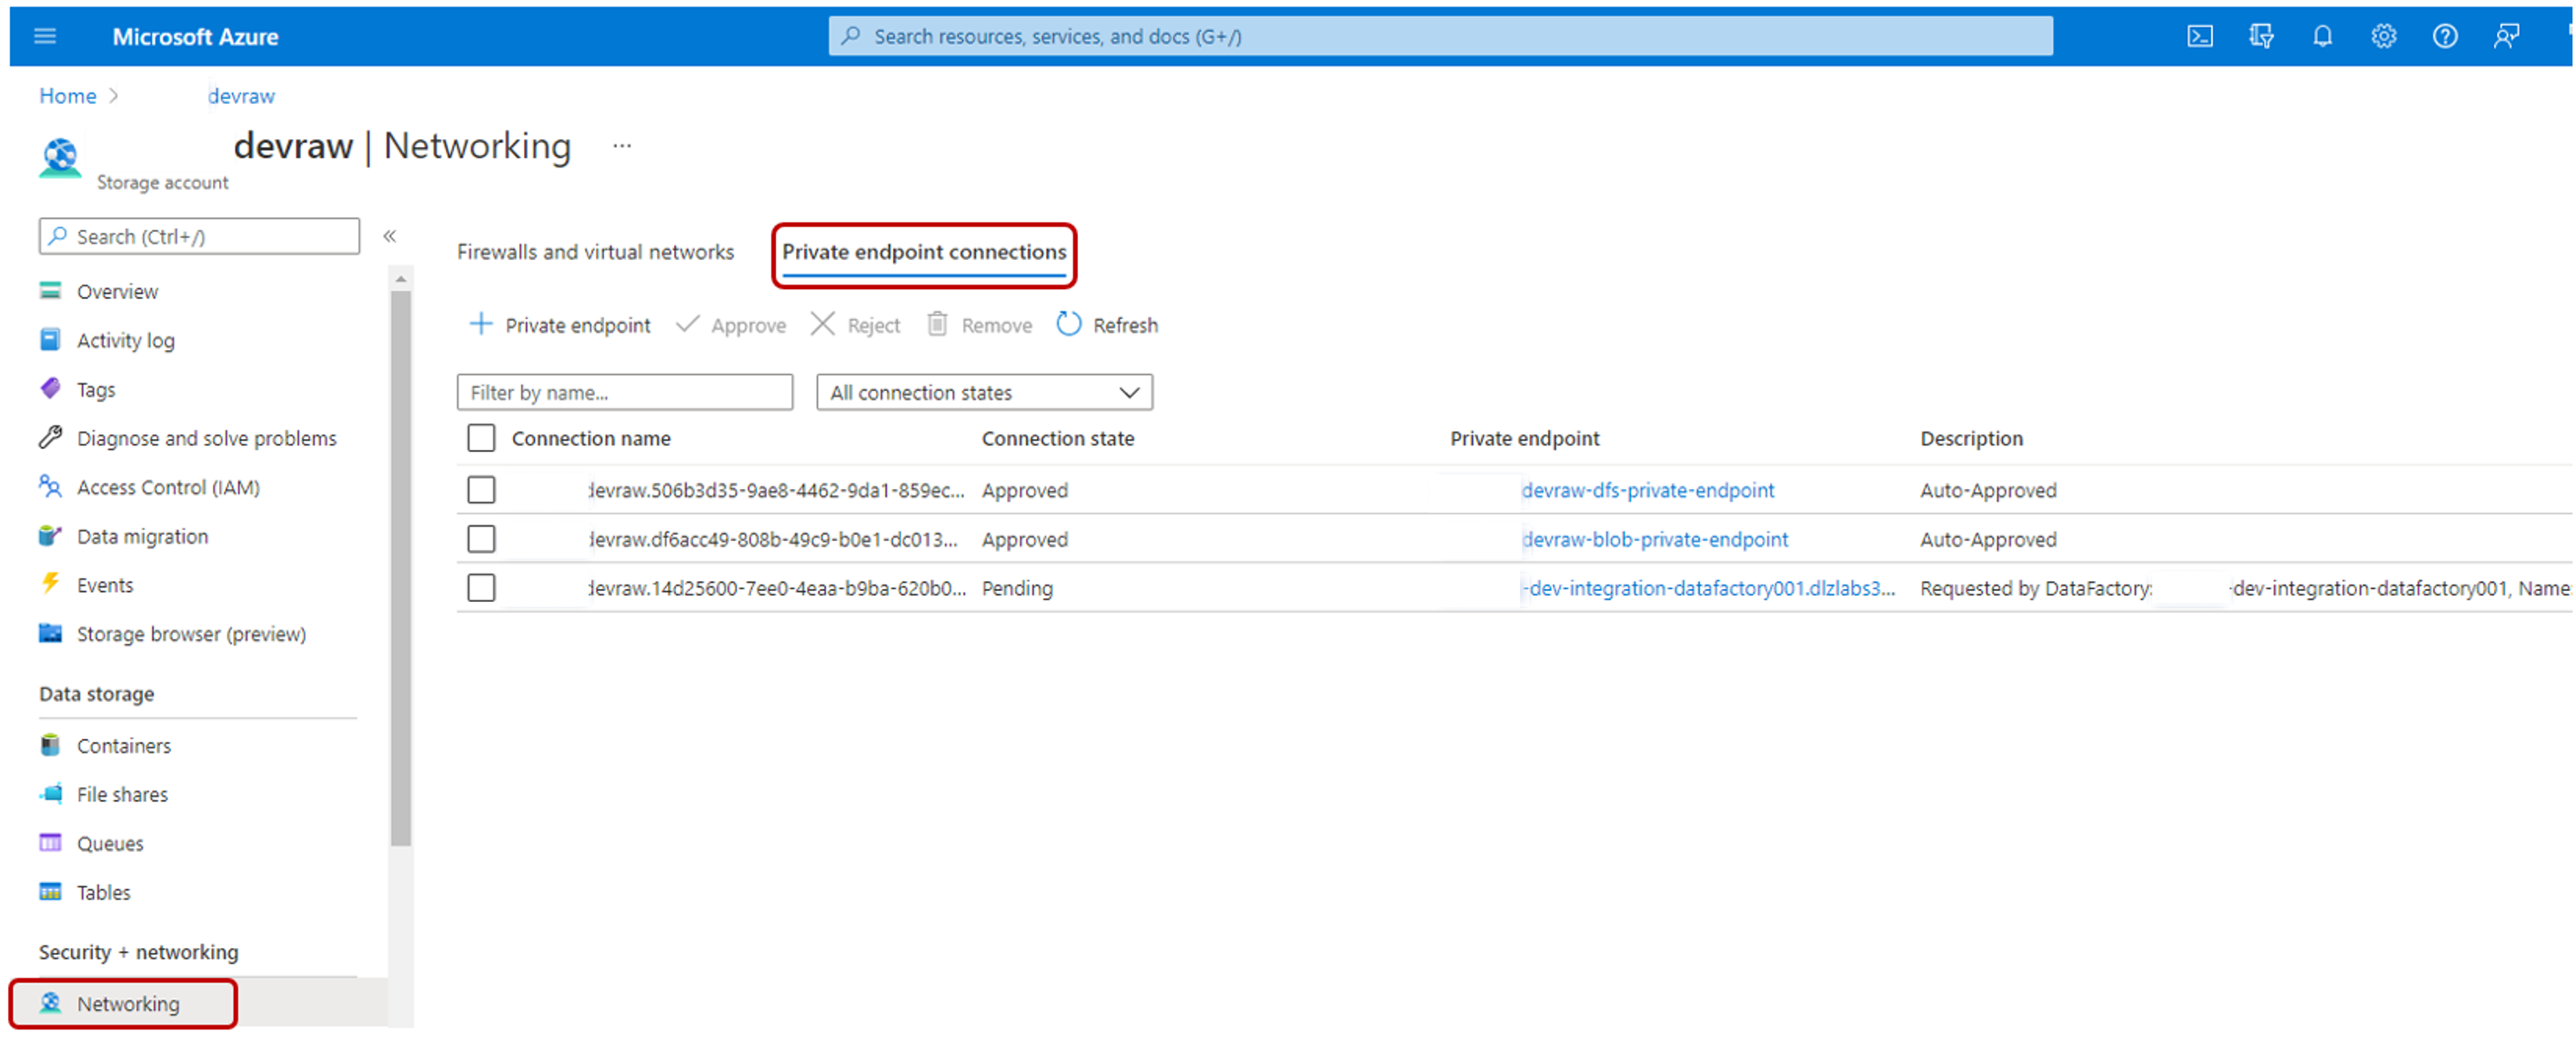 Microsoft Azure
Search resources, services, and docs (G+/)
Home > devraw
devraw | Networking ...
Storage account
Search (Ctrl+/)
«
Overview
Activity log
Tags
Diagnose and solve problems
Access Control (IAM)
Data migration
Events
Storage browser (preview)
Data storage
Containers
File shares
Queues
Tables
Security + networking
Networking
Firewalls and virtual networks Private endpoint connections
+ Private endpoint Approve Reject Remove Refresh
Filter by name... All connection states
Connection name Connection state Private endpoint Description
devraw.506b3d35-9ae8-4462-9da1-859ec... Approved devraw-dfs-private-endpoint Auto-Approved
devraw.df6acc49-808b-49c9-b0e1-dc013... Approved devraw-blob-private-endpoint Auto-Approved
devraw.14d25600-7ee0-4eaa-b9ba-620b0... Pending -dev-integration-datafactory001.dlzlabs3... Requested by DataFactory: -dev-integration-datafactory001, Name: